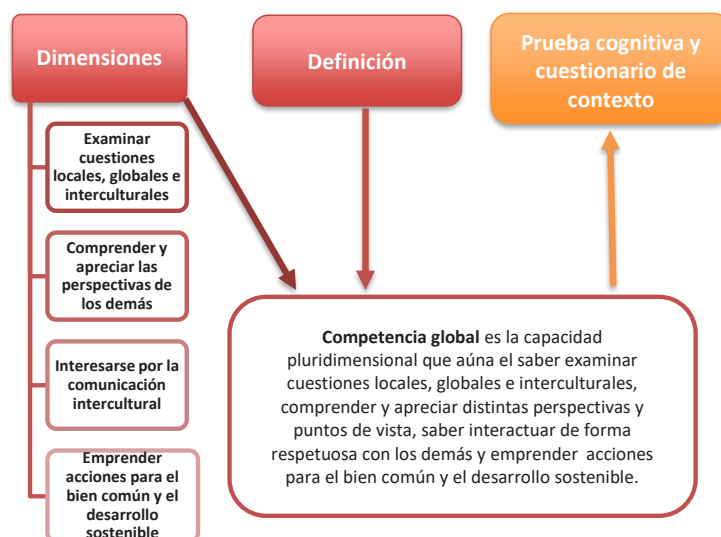 Dimensiones
Examinar
cuestiones
locales, globales e
interculturales
Comprender y
apreciar las
perspectivas de
los demás
Interesarse por la
comunicación
intercultural
Emprender
acciones para el
bien común y el
desarrollo
sostenible
Definición
Prueba cognitiva y
cuestionario de
contexto
Competencia global es la capacidad
pluridimensional que aúna el saber examinar
cuestiones locales, globales e interculturales,
comprender y apreciar distintas perspectivas y
puntos de vista, saber interactuar de forma
respetuosa con los demás y emprender acciones
para el bien común y el desarrollo sostenible.